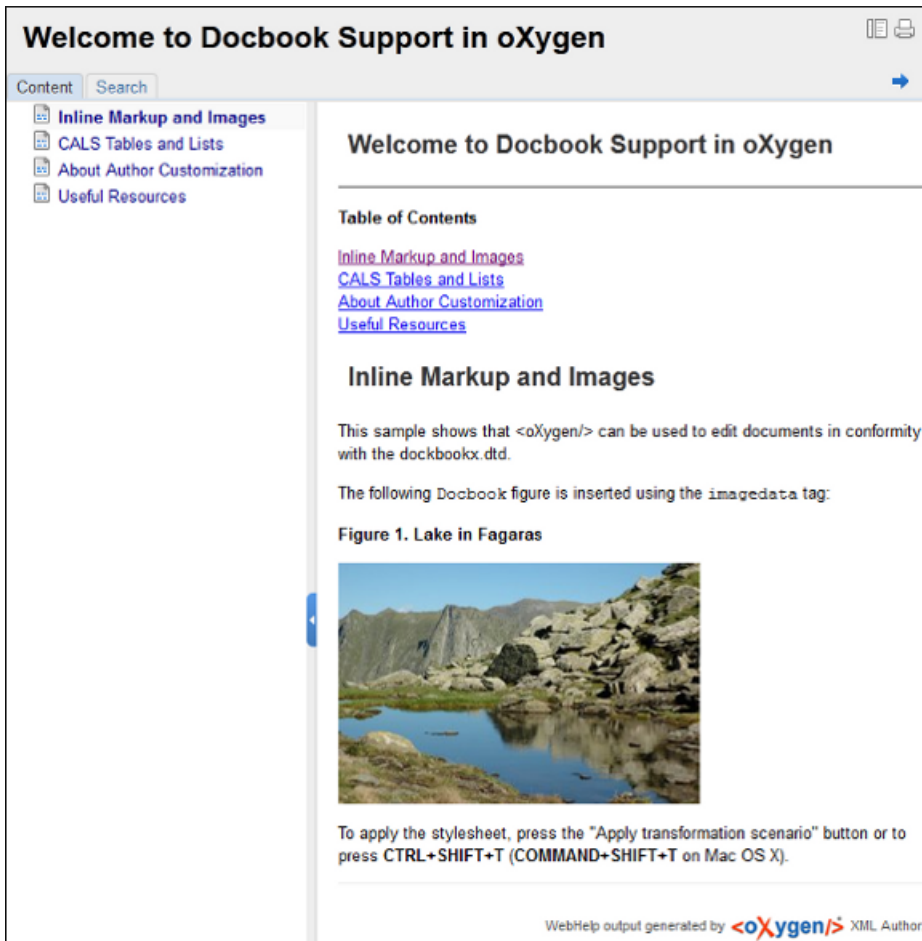 Welcome to Docbook Support in oXygen
Content Search
Inline Markup and Images
CALS Tables and Lists
About Author Customization
Useful Resources
Welcome to Docbook Support in oXygen
Table of Contents
Inline Markup and Images
CALS Tables and Lists
About Author Customization
Useful Resources
Inline Markup and Images
This sample shows that <oXygen/> can be used to edit documents in conformity
with the dockbookx.dtd.
The following Docbook figure is inserted using the imagedata tag:
Figure 1. Lake in Fagaras
To apply the stylesheet, press the "Apply transformation scenario" button or to
press CTRL+SHIFT+T (COMMAND+SHIFT+T on Mac OS X).
WebHelp output generated by <oXygen/> XML Author